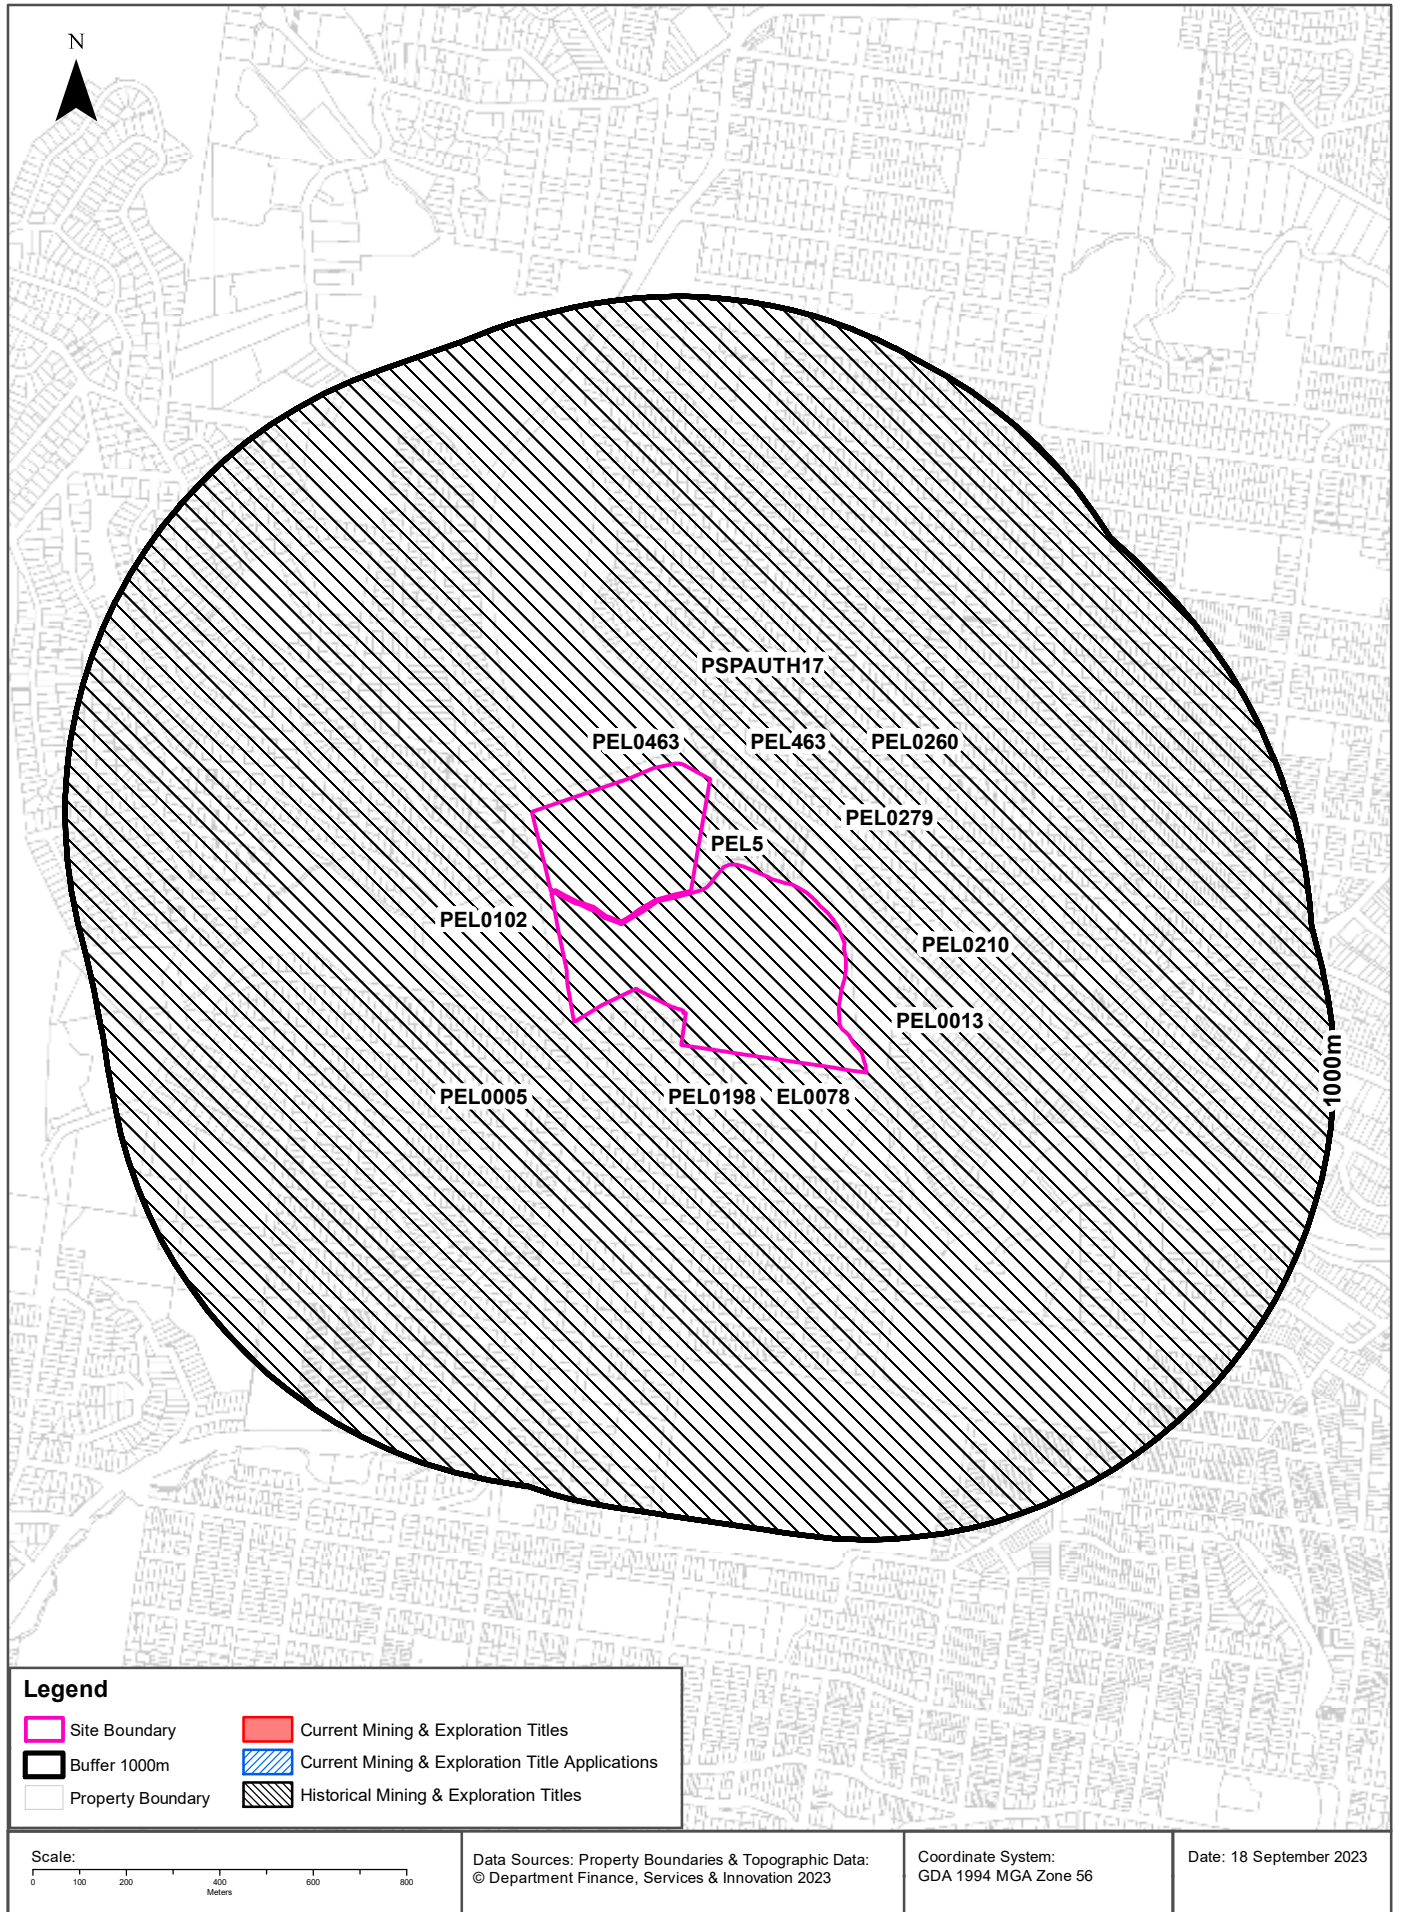 N
PSPAUTH17
PEL0463
PEL463
PEL0260
PEL0279
PEL5
PEL0102
PEL0210
PEL0013
1000m
PEL0005
PEL0198
EL0078
Legend
Site Boundary
Buffer 1000m
Property Boundary
Current Mining & Exploration Titles
Current Mining & Exploration Title Applications
Historical Mining & Exploration Titles
Scale:
0 100 200 400 600 800
Meters
Data Sources: Property Boundaries & Topographic Data:
© Department Finance, Services & Innovation 2023
Coordinate System:
GDA 1994 MGA Zone 56
Date: 18 September 2023